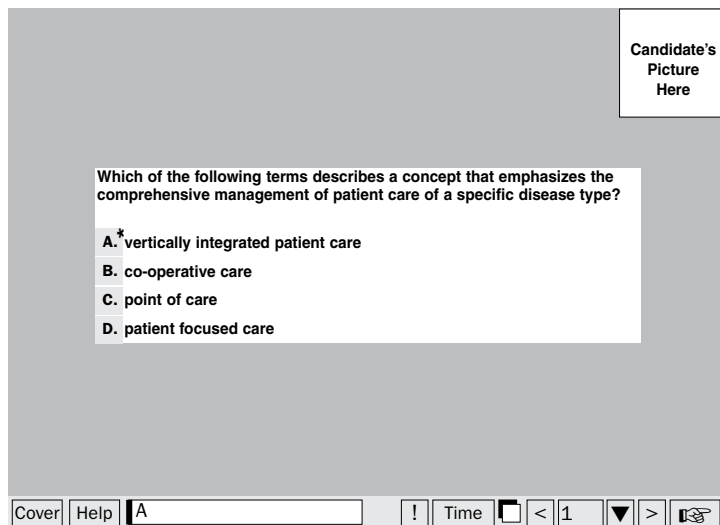 Candidate's
Picture
Here
Which of the following terms describes a concept that emphasizes the
comprehensive management of patient care of a specific disease type?
A.* vertically integrated patient care
B. co-operative care
C. point of care
D. patient focused care
Cover Help A ! Time < 1 ▼ >